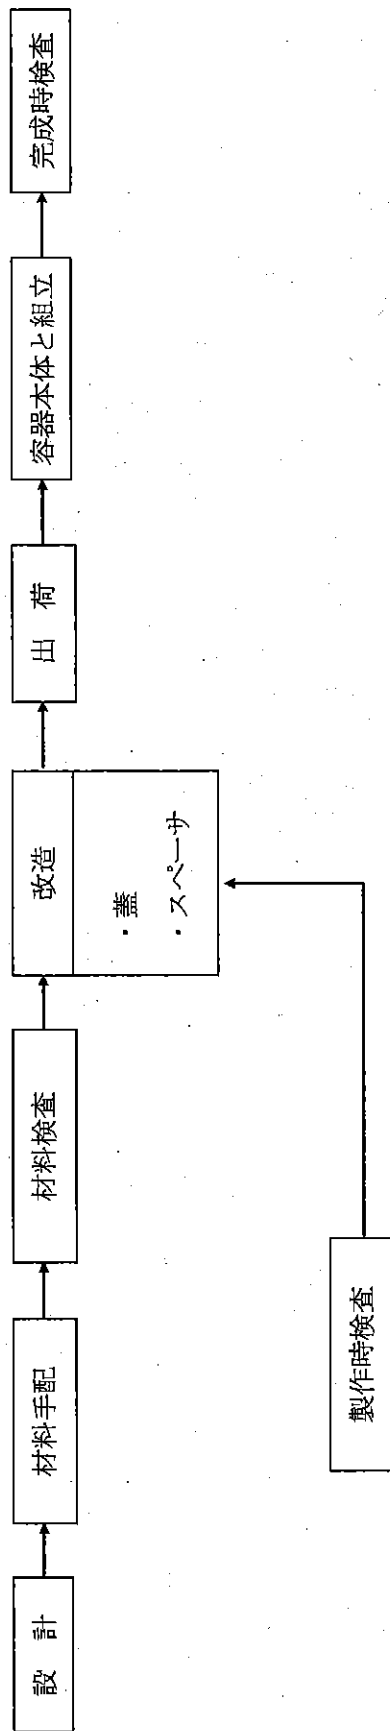 設　計
材料手配
材料検査
改造
・蓋
・スペーサ
出　荷
容器本体と組立
完成時検査
製作時検査